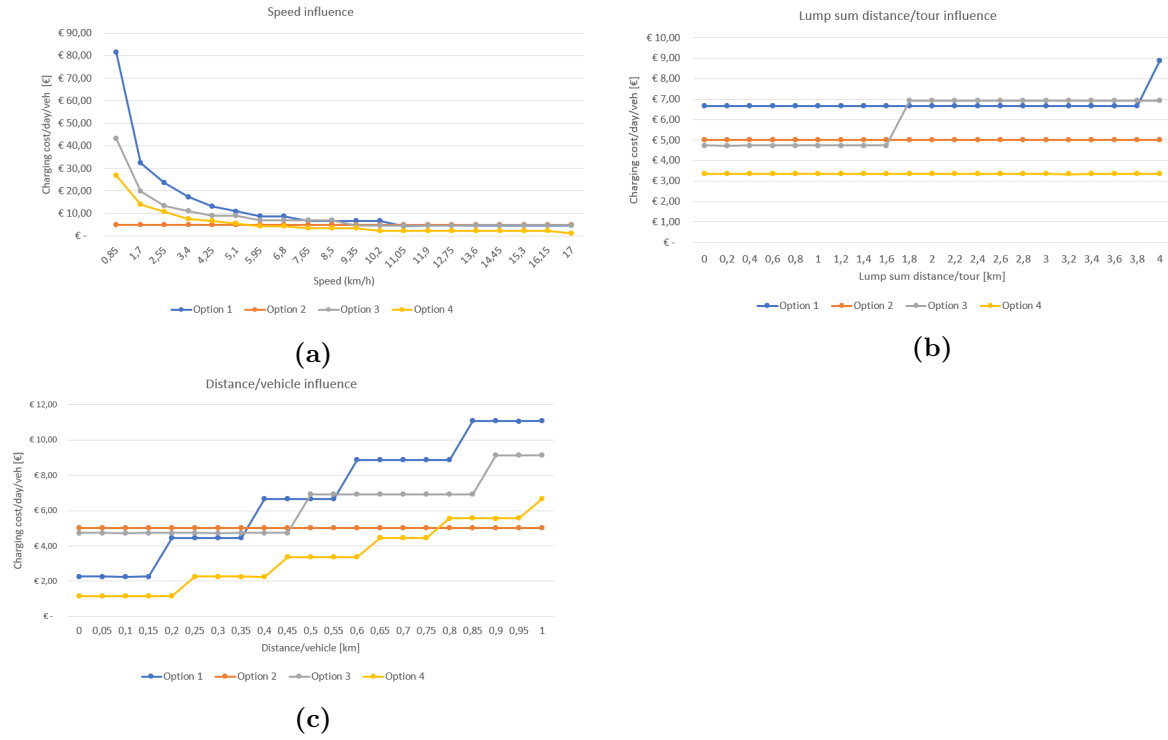 Speed influence
Charging cost/day/veh [€]
€ 90,00
€ 80,00
€ 70,00
€ 60,00
€ 50,00
€ 40,00
€ 30,00
€ 20,00
€ 10,00
€ -
0,85 1,7 2,55 3,4 4,25 5,1 5,95 6,8 7,65 8,5 9,35 10,2 11,05 11,9 12,75 13,6 14,45 15,3 16,15 17
Speed (km/h)
Option 1 Option 2 Option 3 Option 4
(a)
Lump sum distance/tour influence
Charging cost/day/veh [€]
€ 10,00
€ 9,00
€ 8,00
€ 7,00
€ 6,00
€ 5,00
€ 4,00
€ 3,00
€ 2,00
€ 1,00
€ -
0 0,2 0,4 0,6 0,8 1 1,2 1,4 1,6 1,8 2 2,2 2,4 2,6 2,8 3 3,2 3,4 3,6 3,8 4
Lump sum distance/tour [km]
Option 1 Option 2 Option 3 Option 4
(b)
Distance/vehicle influence
Charging cost/day/veh [€]
€ 12,00
€ 10,00
€ 8,00
€ 6,00
€ 4,00
€ 2,00
€ -
0 0,05 0,1 0,15 0,2 0,25 0,3 0,35 0,4 0,45 0,5 0,55 0,6 0,65 0,7 0,75 0,8 0,85 0,9 0,95 1
Distance/vehicle [km]
Option 1 Option 2 Option 3 Option 4
(c)